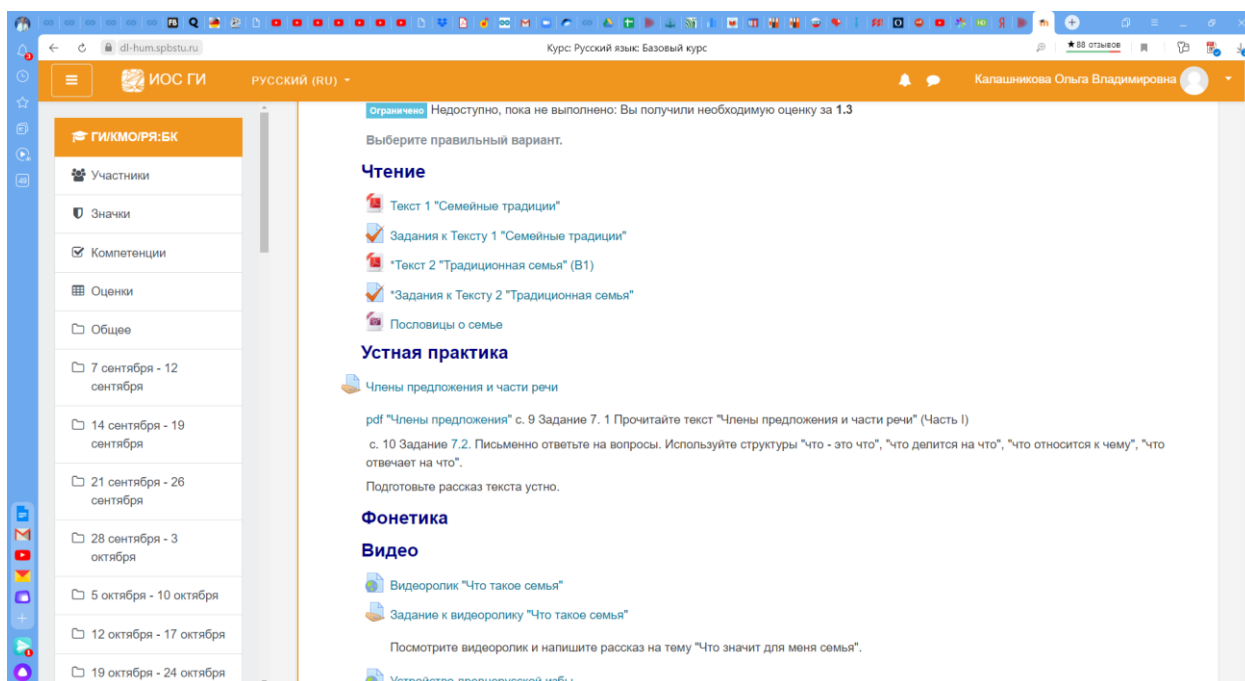 dl-hum.spbstu.ru
Курс: Русский язык: Базовый курс
★88 отзывов
ИОС ГИ
РУССКИЙ (RU)
Калашникова Ольга Владимировна
ГИ/КМО/РЯ:БК
Участники
Значки
Компетенции
Оценки
Общее
7 сентября - 12
сентября
14 сентября - 19
сентября
21 сентября - 26
сентября
28 сентября - 3
октября
5 октября - 10 октября
12 октября - 17 октября
19 октября - 24 октября
Ограничено Недоступно, пока не выполнено: Вы получили необходимую оценку за 1.3
Выберите правильный вариант.
Чтение
Текст 1 "Семейные традиции"
Задания к Тексту 1 "Семейные традиции"
*Текст 2 "Традиционная семья" (В1)
*Задания к Тексту 2 "Традиционная семья"
Пословицы о семье
Устная практика
Члены предложения и части речи
pdf "Члены предложения" с. 9 Задание 7. 1 Прочитайте текст "Члены предложения и части речи" (Часть I)
с. 10 Задание 7.2. Письменно ответьте на вопросы. Используйте структуры "что - это что", "что делится на что", "что относится к чему", "что
отвечает на что".
Подготовьте рассказ текста устно.
Фонетика
Видео
Видеоролик "Что такое семья"
Задание к видеоролику "Что такое семья"
Посмотрите видеоролик и напишите рассказ на тему "Что значит для меня семья".
Устройство древнерусской избы